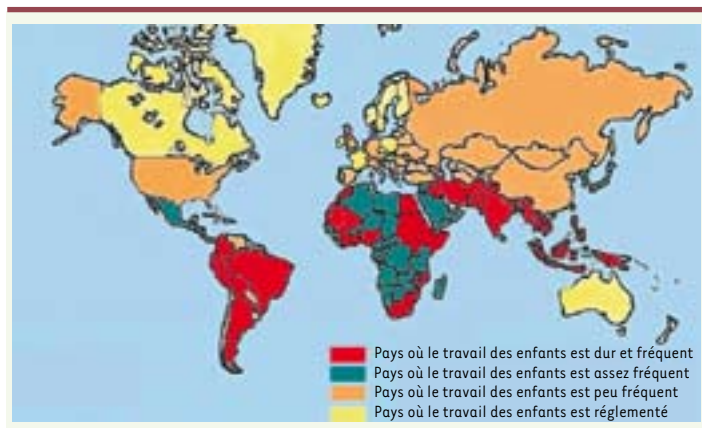 Pays où le travail des enfants est dur et fréquent
Pays où le travail des enfants est assez fréquent
Pays où le travail des enfants est peu fréquent
Pays où le travail des enfants est réglementé